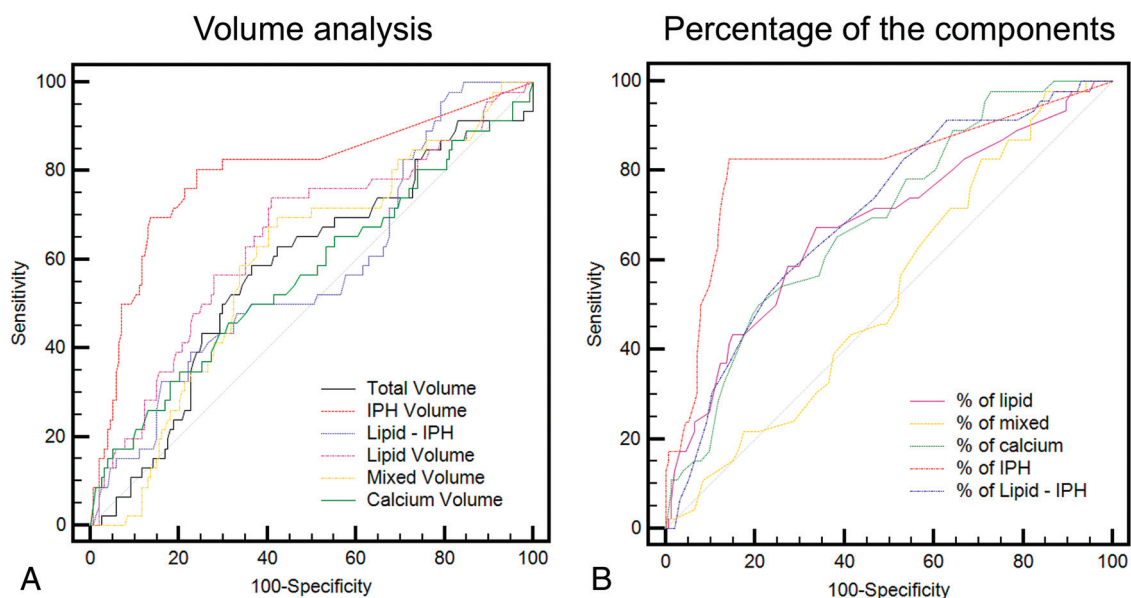 Volume analysis
100
80
60
40
20
0
Sensitivity
Total Volume
IPH Volume
Lipid - IPH
Lipid Volume
Mixed Volume
Calcium Volume
0 20 40 60 80 100
100-Specificity
A
Percentage of the components
100
80
60
40
20
0
Sensitivity
% of lipid
% of mixed
% of calcium
% of IPH
% of Lipid - IPH
0 20 40 60 80 100
100-Specificity
B